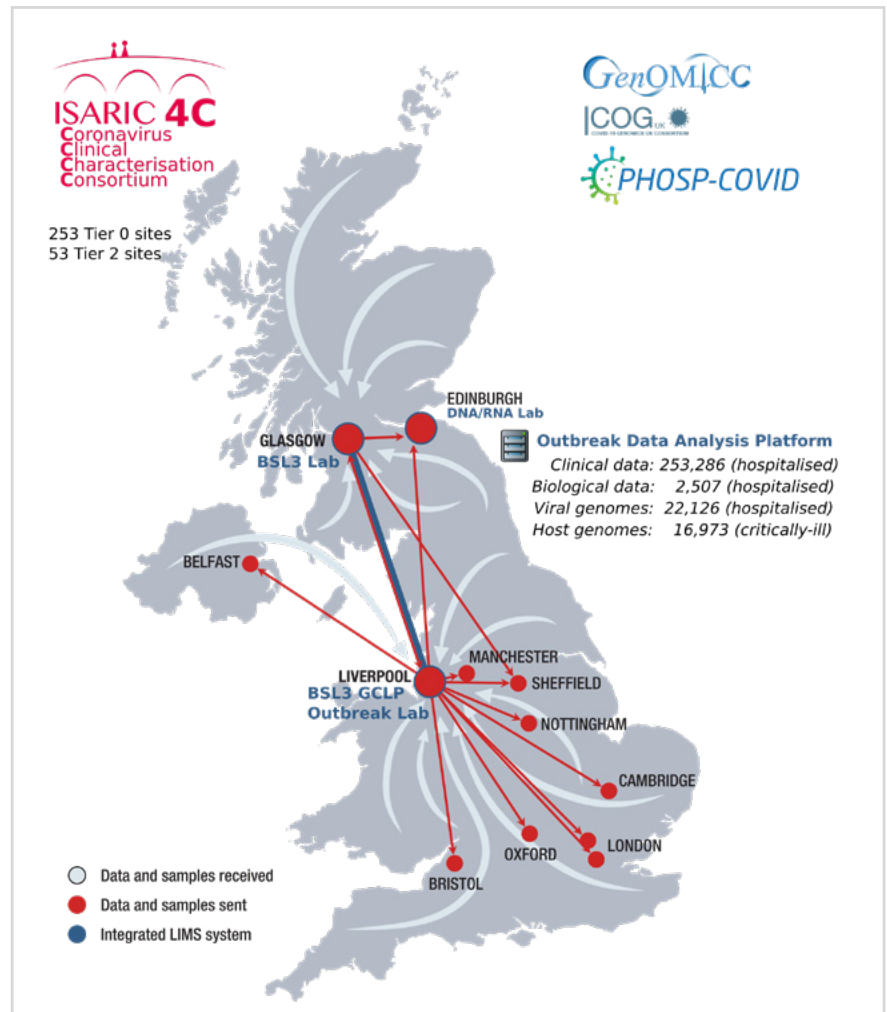 ISARIC 4C
Coronavirus
Clinical
Characterisation
Consortium
253 Tier 0 sites
53 Tier 2 sites
GenOMICC
COG UK
COVID-19 GENOMICS UK CONSORTIUM
PHOSP-COVID
EDINBURGH
DNA/RNA Lab
GLASGOW
BSL3 Lab
Outbreak Data Analysis Platform
Clinical data: 253,286 (hospitalised)
Biological data: 2,507 (hospitalised)
Viral genomes: 22,126 (hospitalised)
Host genomes: 16,973 (critically-ill)
BELFAST
MANCHESTER
LIVERPOOL
SHEFFIELD
BSL3 GCLP
Outbreak Lab
NOTTINGHAM
CAMBRIDGE
LONDON
OXFORD
BRISTOL
Data and samples received
Data and samples sent
Integrated LIMS system